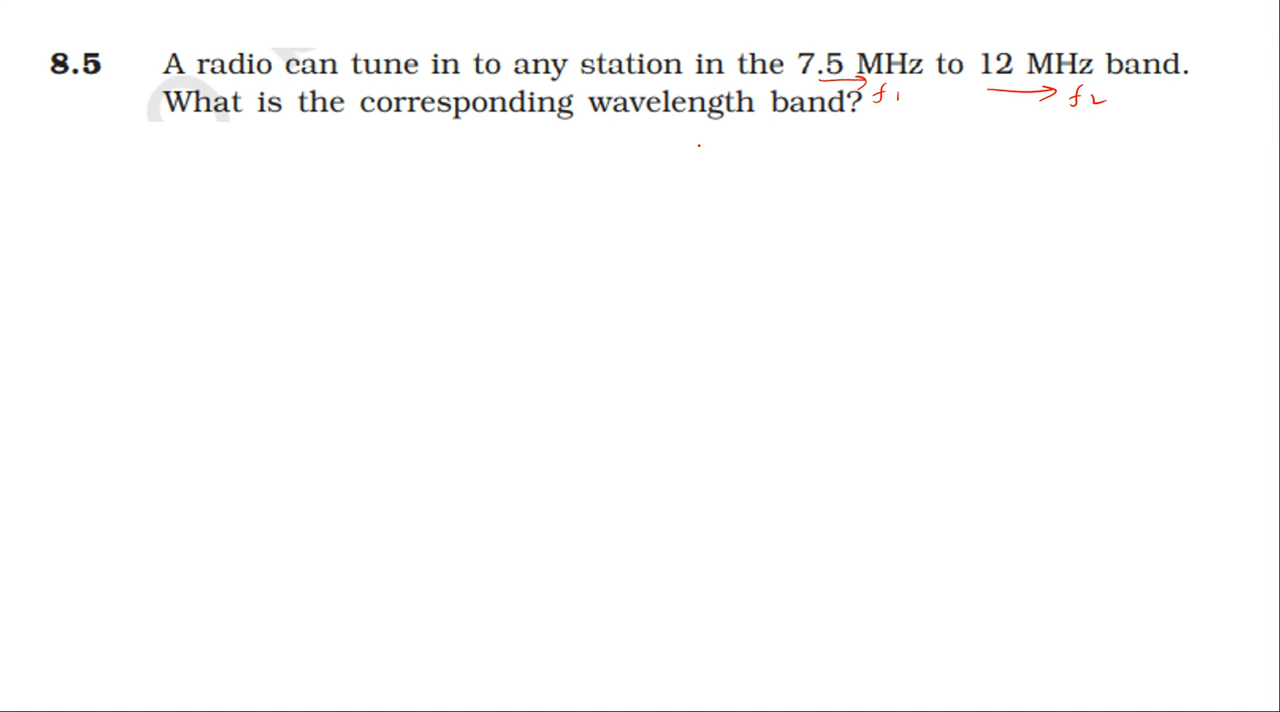 8.5 A radio can tune in to any station in the 7.5 MHz to 12 MHz band.
What is the corresponding wavelength band? f1 f2